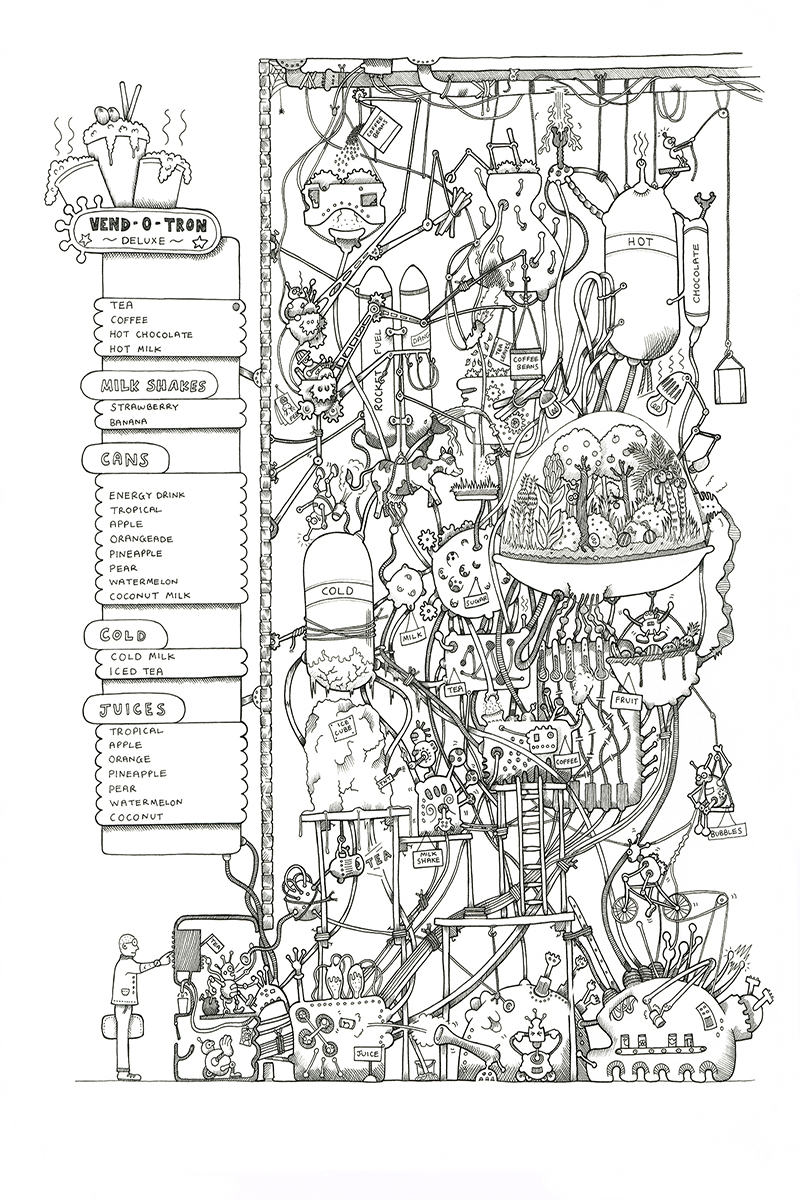 VEND-O-TRON
~ DELUXE ~
TEA
COFFEE
HOT CHOCOLATE
HOT MILK
MILK SHAKES
STRAWBERRY
BANANA
CANS
ENERGY DRINK
TROPICAL
APPLE
ORANGEADE
PINEAPPLE
PEAR
WATERMELON
COCONUT MILK
COLD
COLD MILK
ICED TEA
JUICES
TROPICAL
APPLE
ORANGE
PINEAPPLE
PEAR
WATERMELON
COCONUT
COFFEE
BEANS
HOT
CHOCOLATE
ROCKET FUEL
TEA
COFFEE
BEANS
COLD
SUGAR
MILK
TEA
FRUIT
ICE
CUBE
COFFEE
BUBBLES
MILK
SHAKE
TEA
TEA
JUICE